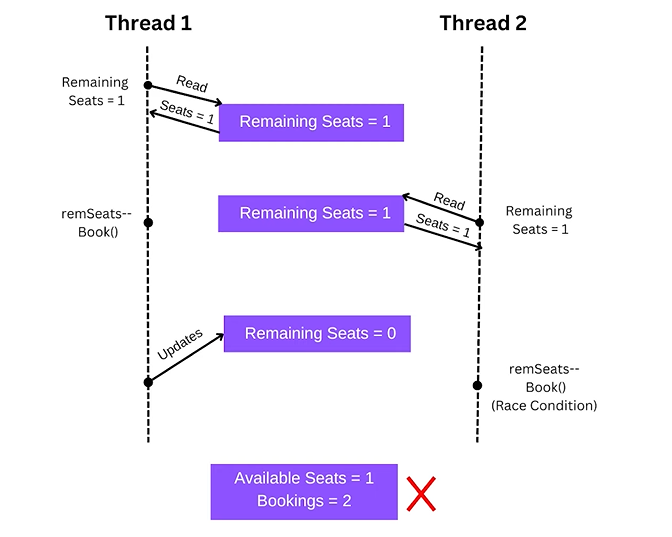 Thread 1
Thread 2
Remaining
Seats = 1
Read
Seats = 1
Remaining Seats = 1
remSeats--
Book()
Remaining Seats = 1
Read
Seats = 1
Remaining
Seats = 1
Updates
Remaining Seats = 0
remSeats--
Book()
(Race Condition)
Available Seats = 1
Bookings = 2